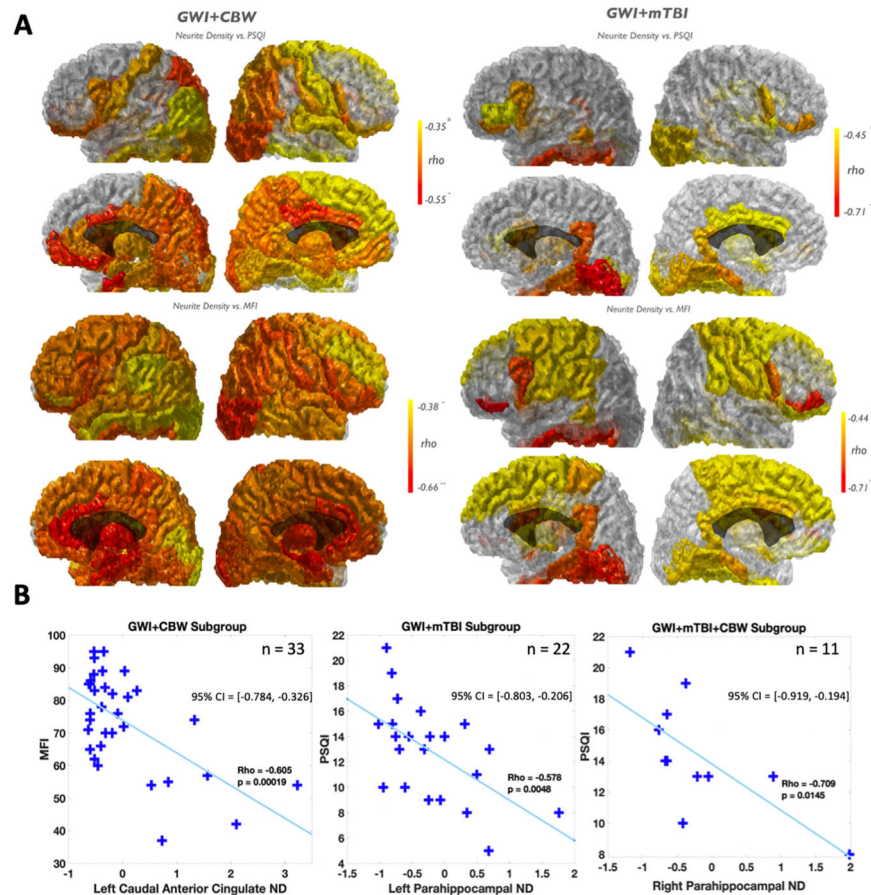 A
GWI+CBW
GWI+mTBI
Neurite Density vs. PSQI
Neurite Density vs. PSQI
-0.35
rho
-0.55
-0.45
rho
-0.71
Neurite Density vs. MFI
Neurite Density vs. MFI
-0.38
rho
-0.66
-0.44
rho
-0.71
B
GWI+CBW Subgroup
n = 33
95% CI = [-0.784, -0.326]
Rho = -0.605
p = 0.00019
MFI
100
90
80
70
60
50
40
30
-1
0
1
2
3
Left Caudal Anterior Cingulate ND
GWI+mTBI Subgroup
n = 22
95% CI = [-0.803, -0.206]
Rho = -0.578
p = 0.0048
PSQI
22
20
18
16
14
12
10
8
6
4
-1.5
-1
-0.5
0
0.5
1
1.5
2
Left Parahippocampal ND
GWI+mTBI+CBW Subgroup
n = 11
95% CI = [-0.919, -0.194]
Rho = -0.709
p = 0.0145
PSQI
22
20
18
16
14
12
10
8
-1.5
-1
-0.5
0
0.5
1
1.5
2
Right Parahippocampal ND